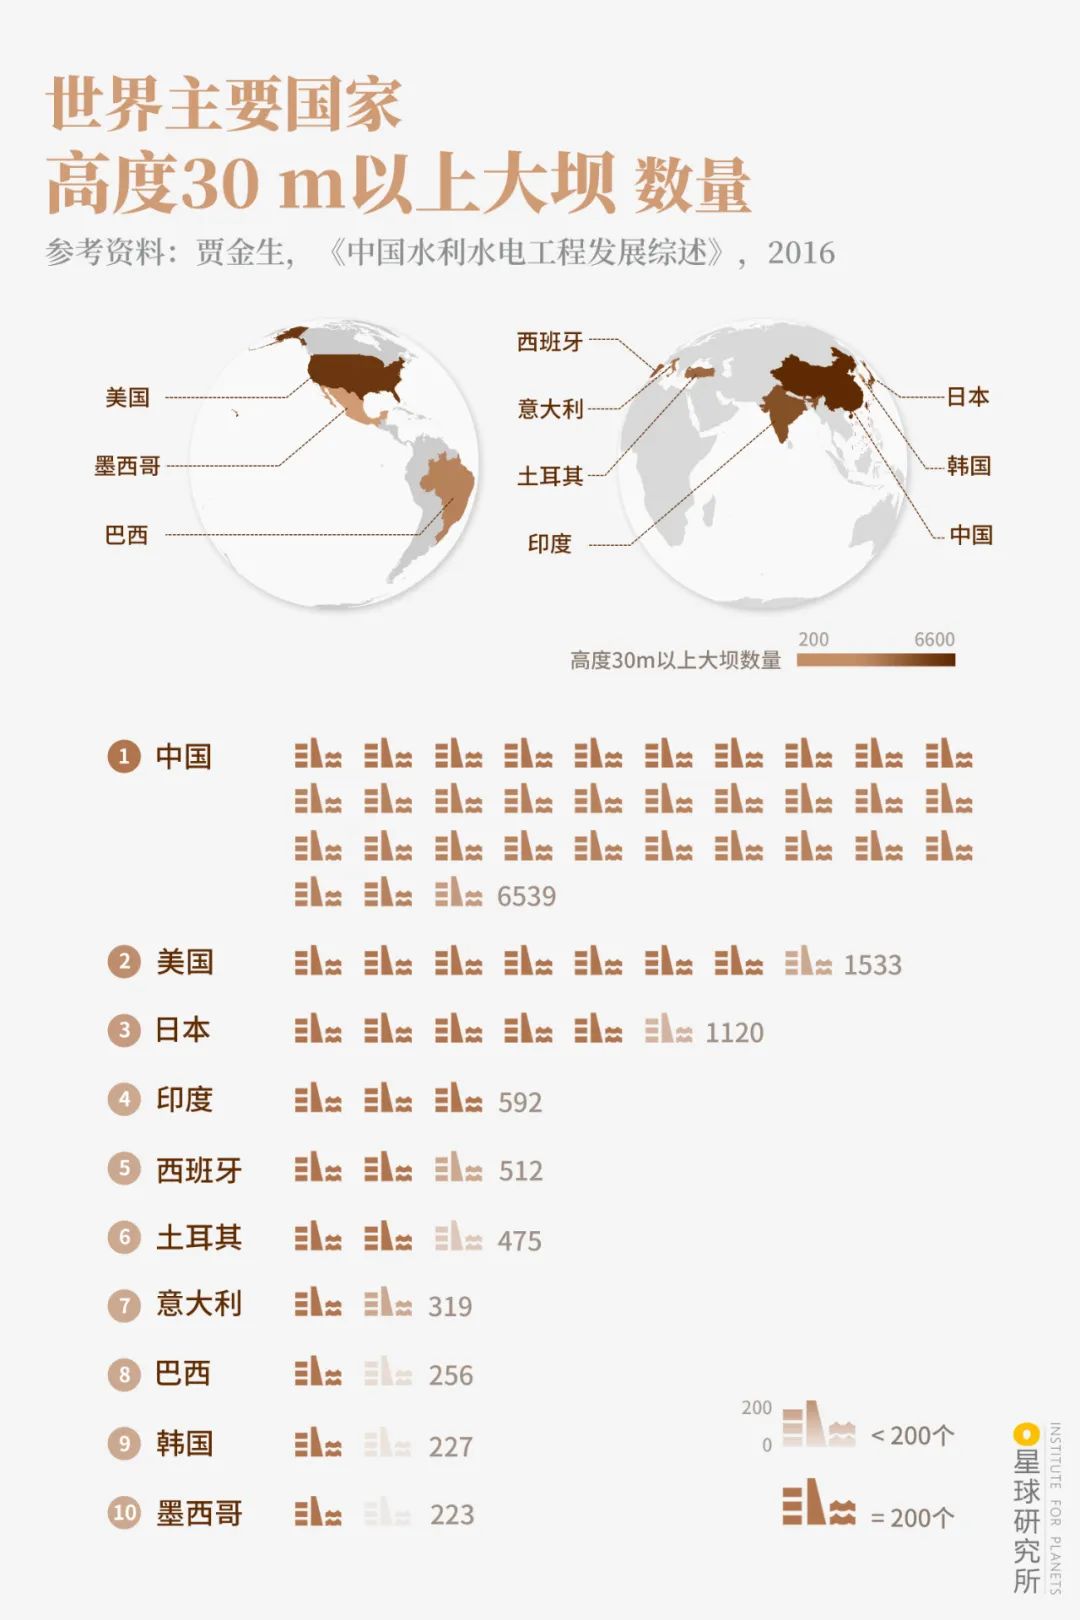 世界主要国家
高度30 m以上大坝 数量
参考资料：贾金生，《中国水利水电工程发展综述》，2016
美国
墨西哥
巴西
西班牙
意大利
土耳其
印度
日本
韩国
中国
200 6600
高度30m以上大坝数量
1 中国 6539
2 美国 1533
3 日本 1120
4 印度 592
5 西班牙 512
6 土耳其 475
7 意大利 319
8 巴西 256
9 韩国 227
10 墨西哥 223
200
0
< 200个
= 200个
星球研究所
INSTITUTE FOR PLANETS